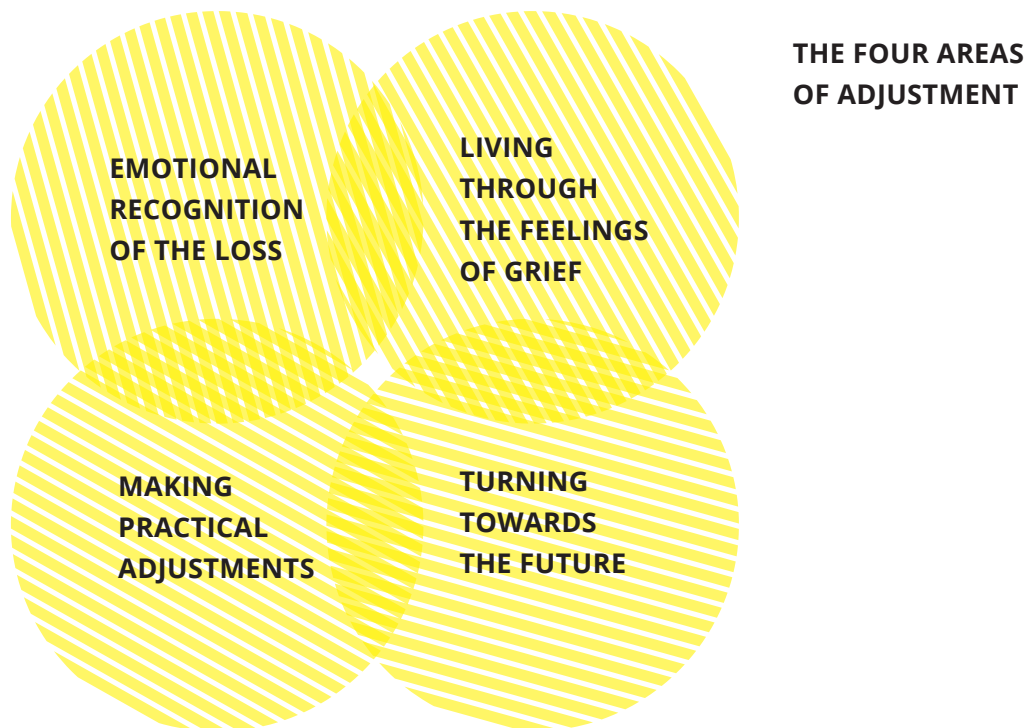 THE FOUR AREAS
OF ADJUSTMENT
EMOTIONAL
RECOGNITION
OF THE LOSS
LIVING
THROUGH
THE FEELINGS
OF GRIEF
MAKING
PRACTICAL
ADJUSTMENTS
TURNING
TOWARDS
THE FUTURE